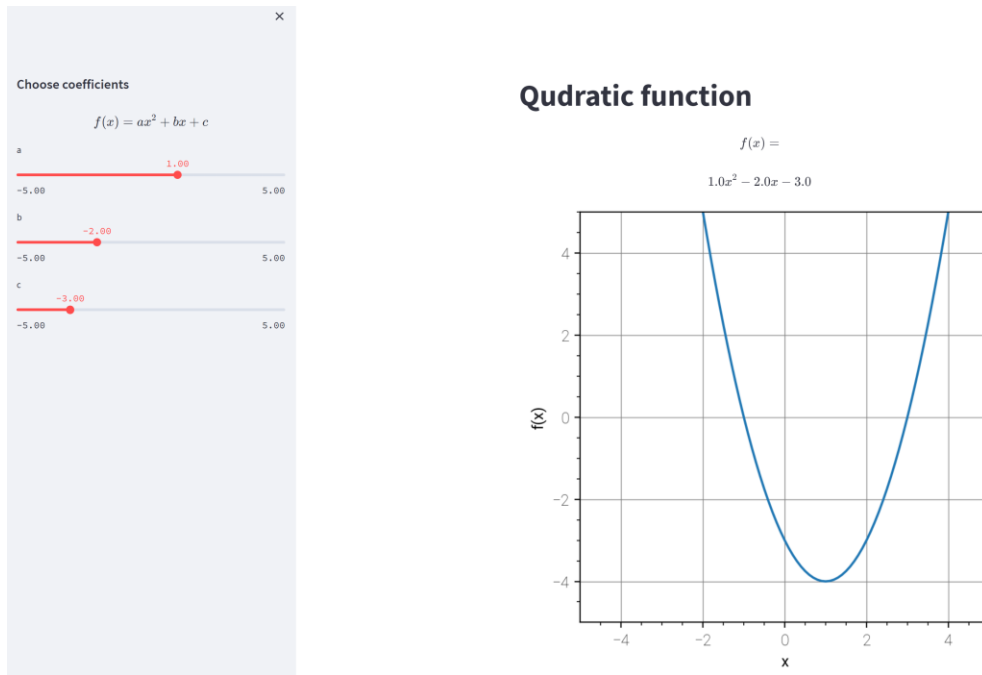 ×
Choose coefficients
f(x) = ax² + bx + c
a
1.00
-5.00 5.00
b
-2.00
-5.00 5.00
c
-3.00
-5.00 5.00
Qudratic function
f(x) =
1.0x² − 2.0x − 3.0
f(x)
4
2
0
−2
−4
−4 −2 0 2 4
x